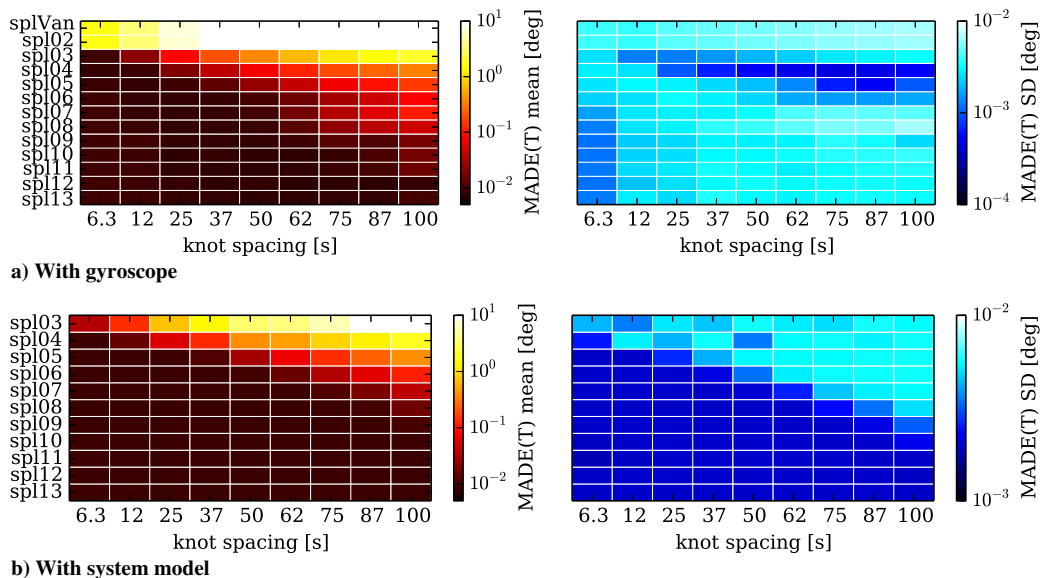 splVan
spl02
spl03
spl04
spl05
spl06
spl07
spl08
spl09
spl10
spl11
spl12
spl13
6.3 12 25 37 50 62 75 87 100
knot spacing [s]
10^1
10^0
10^−1
10^−2
MADE(T) mean [deg]
6.3 12 25 37 50 62 75 87 100
knot spacing [s]
10^−2
10^−3
10^−4
MADE(T) SD [deg]
a) With gyroscope
spl03
spl04
spl05
spl06
spl07
spl08
spl09
spl10
spl11
spl12
spl13
6.3 12 25 37 50 62 75 87 100
knot spacing [s]
10^1
10^0
10^−1
10^−2
MADE(T) mean [deg]
6.3 12 25 37 50 62 75 87 100
knot spacing [s]
10^−2
10^−3
MADE(T) SD [deg]
b) With system model